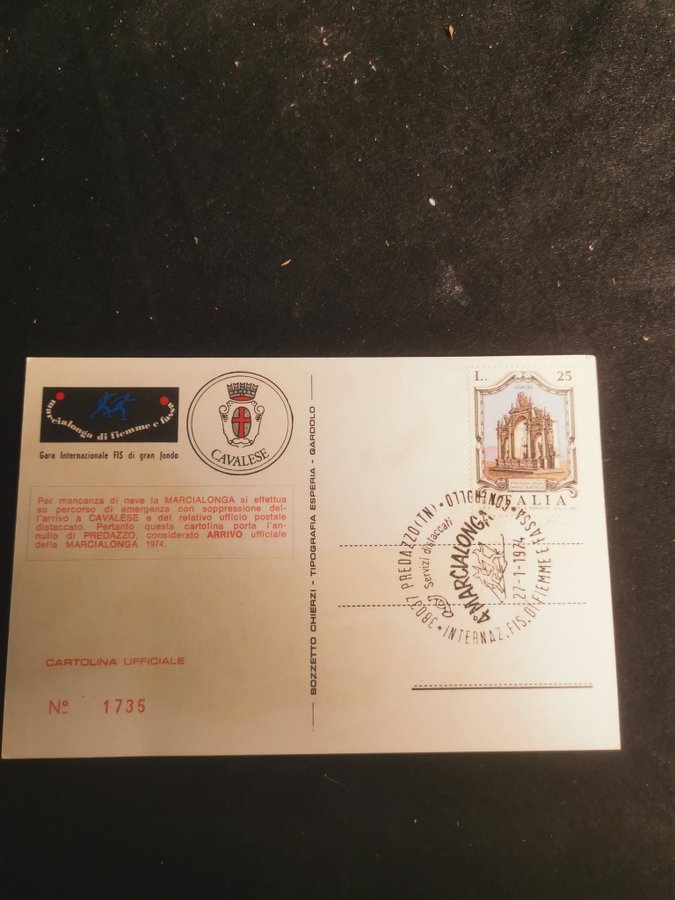 marcialonga di fiemme e fassa
Gara Internazionale FIS di gran fondo
CAVALESE
Per mancanza di neve la MARCIALONGA si effettua
su percorso di emergenza con soppressione del-
l'arrivo a CAVALESE e del relativo ufficio postale
distaccato. Pertanto questa cartolina porta l'an-
nullo di PREDAZZO, considerato ARRIVO ufficiale
della MARCIALONGA 1974.
CARTOLINA UFFICIALE
Nº 1735
BOZZETTO CHIERZI - TIPOGRAFIA ESPERIA - GARDOLO
L. 25
NAPOLI
ITALIA
38037 PREDAZZO (TN)
Servizi distaccati
4ª MARCIALONGA
27-1-1974
INTERNAZ. FIS. DI FIEMME E FASSA